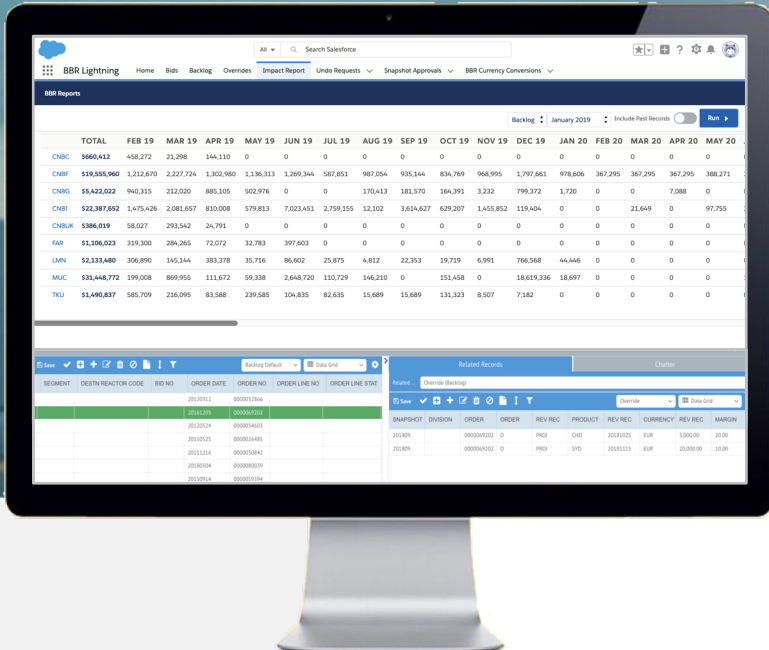 All
Search Salesforce
BBR Lightning Home Bids Backlog Overrides Impact Report Undo Requests Snapshot Approvals BBR Currency Conversions
BBR Reports
Backlog January 2019 Include Past Records Run
TOTAL FEB 19 MAR 19 APR 19 MAY 19 JUN 19 JUL 19 AUG 19 SEP 19 OCT 19 NOV 19 DEC 19 JAN 20 FEB 20 MAR 20 APR 20 MAY 20
CNBC $660,412 458,272 21,298 144,110 0 0 0 0 0 0 0 0 0 0 0 0 0
CNBF $19,555,960 1,212,670 2,227,724 1,302,980 1,136,313 1,269,344 587,851 987,054 935,144 834,769 968,995 1,797,661 978,606 367,295 367,295 367,295 388,271
CNBG $5,422,022 940,315 212,020 885,105 502,976 0 0 170,413 181,570 164,391 3,232 799,372 1,720 0 0 7,088 0
CNBI $22,387,652 1,475,426 2,081,657 810,008 579,813 7,023,451 2,759,155 12,102 3,614,627 629,207 1,455,852 119,404 0 0 21,649 0 97,755
CNBUK $386,019 58,027 293,542 24,791 0 0 0 0 0 0 0 0 0 0 0 0 0
FAR $1,106,023 319,300 284,265 72,072 32,783 397,603 0 0 0 0 0 0 0 0 0 0 0
LMN $2,133,480 306,890 145,144 383,378 35,716 86,602 25,875 4,812 22,353 19,719 6,991 766,568 44,446 0 0 0 0
MUC $31,448,772 199,008 869,955 111,672 59,338 2,648,720 110,729 146,210 0 151,458 0 18,619,336 18,697 0 0 0 0
TKU $1,490,837 585,709 216,095 83,588 239,585 104,835 82,635 15,689 15,689 131,323 8,507 7,182 0 0 0 0 0
Save Backlog Default Data Grid
SEGMENT DESTN REACTOR CODE BID NO ORDER DATE ORDER NO ORDER LINE NO ORDER LINE STAT
20120312 0000032866
20161205 0000069202
20120524 0000034603
20110525 0000026485
20111216 0000030842
20180504 0000080039
20150914 0000059394
Related Records Chatter
Related ... Override (Backlog)
Save Override Data Grid
SNAPSHOT DIVISION ORDER ORDER REV REC PRODUCT REV REC CURRENCY REV REC MARGIN
201809 0000069202 0 PROJ CHD 20181025 EUR 5,000.00 20.00
201809 0000069202 0 PROJ SYD 20181115 EUR 20,000.00 10.00